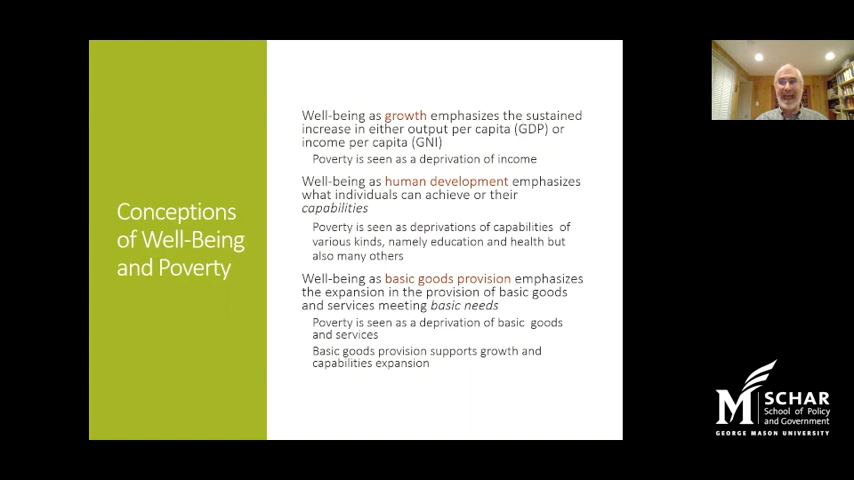 Conceptions
of Well-Being
and Poverty
Well-being as growth emphasizes the sustained
increase in either output per capita (GDP) or
income per capita (GNI)
Poverty is seen as a deprivation of income
Well-being as human development emphasizes
what individuals can achieve or their
capabilities
Poverty is seen as deprivations of capabilities of
various kinds, namely education and health but
also many others
Well-being as basic goods provision emphasizes
the expansion in the provision of basic goods
and services meeting basic needs
Poverty is seen as a deprivation of basic goods
and services
Basic goods provision supports growth and
capabilities expansion
M SCHAR
School of Policy
and Government
GEORGE MASON UNIVERSITY